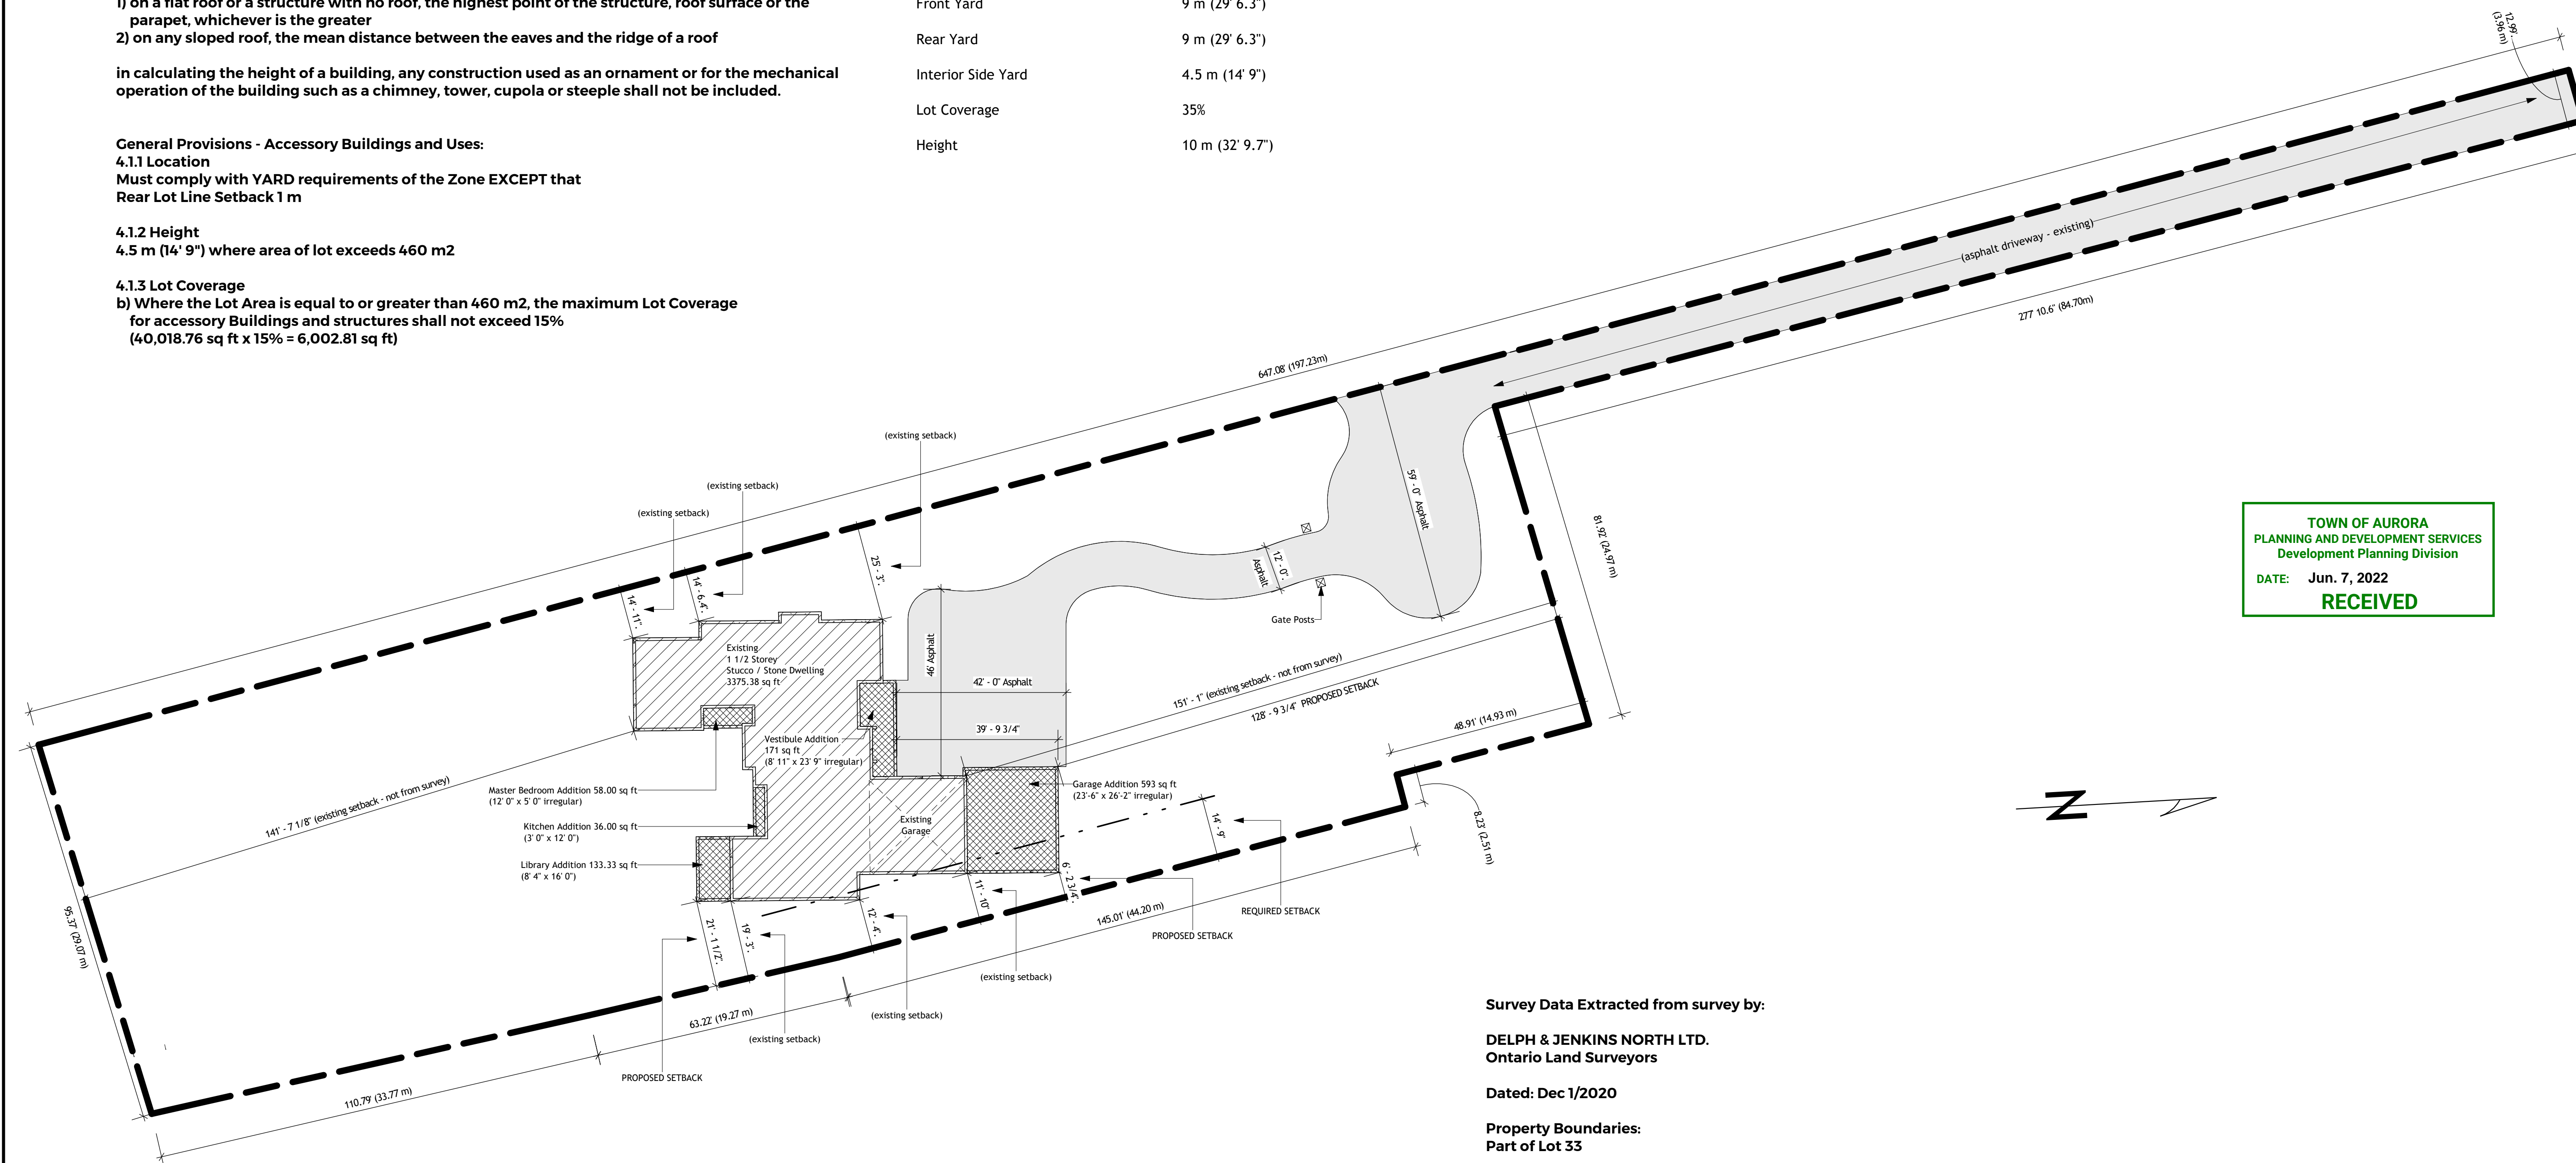 1) on a flat roof or a structure with no roof, the highest point of the structure, roof surface or the
parapet, whichever is the greater
2) on any sloped roof, the mean distance between the eaves and the ridge of a roof
in calculating the height of a building, any construction used as an ornament or for the mechanical
operation of the building such as a chimney, tower, cupola or steeple shall not be included.
General Provisions - Accessory Buildings and Uses:
4.1.1 Location
Must comply with YARD requirements of the Zone EXCEPT that
Rear Lot Line Setback 1 m
4.1.2 Height
4.5 m (14' 9") where area of lot exceeds 460 m2
4.1.3 Lot Coverage
b) Where the Lot Area is equal to or greater than 460 m2, the maximum Lot Coverage
for accessory Buildings and structures shall not exceed 15%
(40,018.76 sq ft x 15% = 6,002.81 sq ft)
Front Yard 9 m (29' 6.3")
Rear Yard 9 m (29' 6.3")
Interior Side Yard 4.5 m (14' 9")
Lot Coverage 35%
Height 10 m (32' 9.7")
12.99'
(3.96 m)
(asphalt driveway - existing)
277' 10.6" (84.70m)
647.08' (197.23m)
(existing setback)
(existing setback)
(existing setback)
25' - 3"
14' - 6.4"
14' - 11"
59' - 0" Asphalt
12' - 0"
Asphalt
Gate Posts
81.92' (24.97 m)
TOWN OF AURORA
PLANNING AND DEVELOPMENT SERVICES
Development Planning Division
DATE: Jun. 7, 2022
RECEIVED
Existing
1 1/2 Storey
Stucco / Stone Dwelling
3375.38 sq ft
46' Asphalt
42' - 0" Asphalt
39' - 9 3/4"
151' - 1" (existing setback - not from survey)
128' - 9 3/4" PROPOSED SETBACK
48.91' (14.93 m)
Vestibule Addition
171 sq ft
(8' 11" x 23' 9" irregular)
Master Bedroom Addition 58.00 sq ft
(12' 0" x 5' 0" irregular)
Kitchen Addition 36.00 sq ft
(3' 0" x 12' 0")
Library Addition 133.33 sq ft
(8' 4" x 16' 0")
Existing
Garage
Garage Addition 593 sq ft
(23'-6" x 26'-2" irregular)
141' - 7 1/8" (existing setback - not from survey)
95.37' (29.07 m)
14' - 9"
8.23' (2.51 m)
6' - 2 3/4"
11' - 10"
12' - 4"
19' - 3"
21' - 1 1/2"
REQUIRED SETBACK
PROPOSED SETBACK
145.01' (44.20 m)
(existing setback)
(existing setback)
(existing setback)
PROPOSED SETBACK
63.22' (19.27 m)
110.79' (33.77 m)
N
Survey Data Extracted from survey by:
DELPH & JENKINS NORTH LTD.
Ontario Land Surveyors
Dated: Dec 1/2020
Property Boundaries:
Part of Lot 33